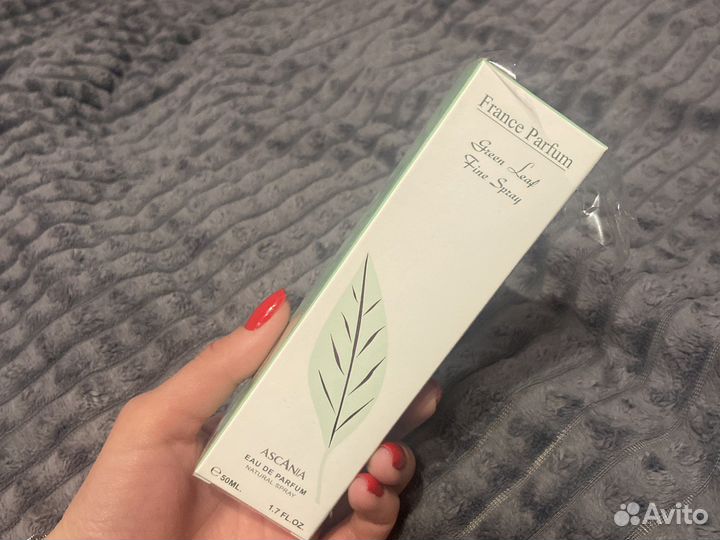 France Parfum
Green Leaf
Fine Spray
ASCANIA
EAU DE PARFUM
NATURAL SPRAY
℮ 50ML.
1.7 FL.OZ.
Avito